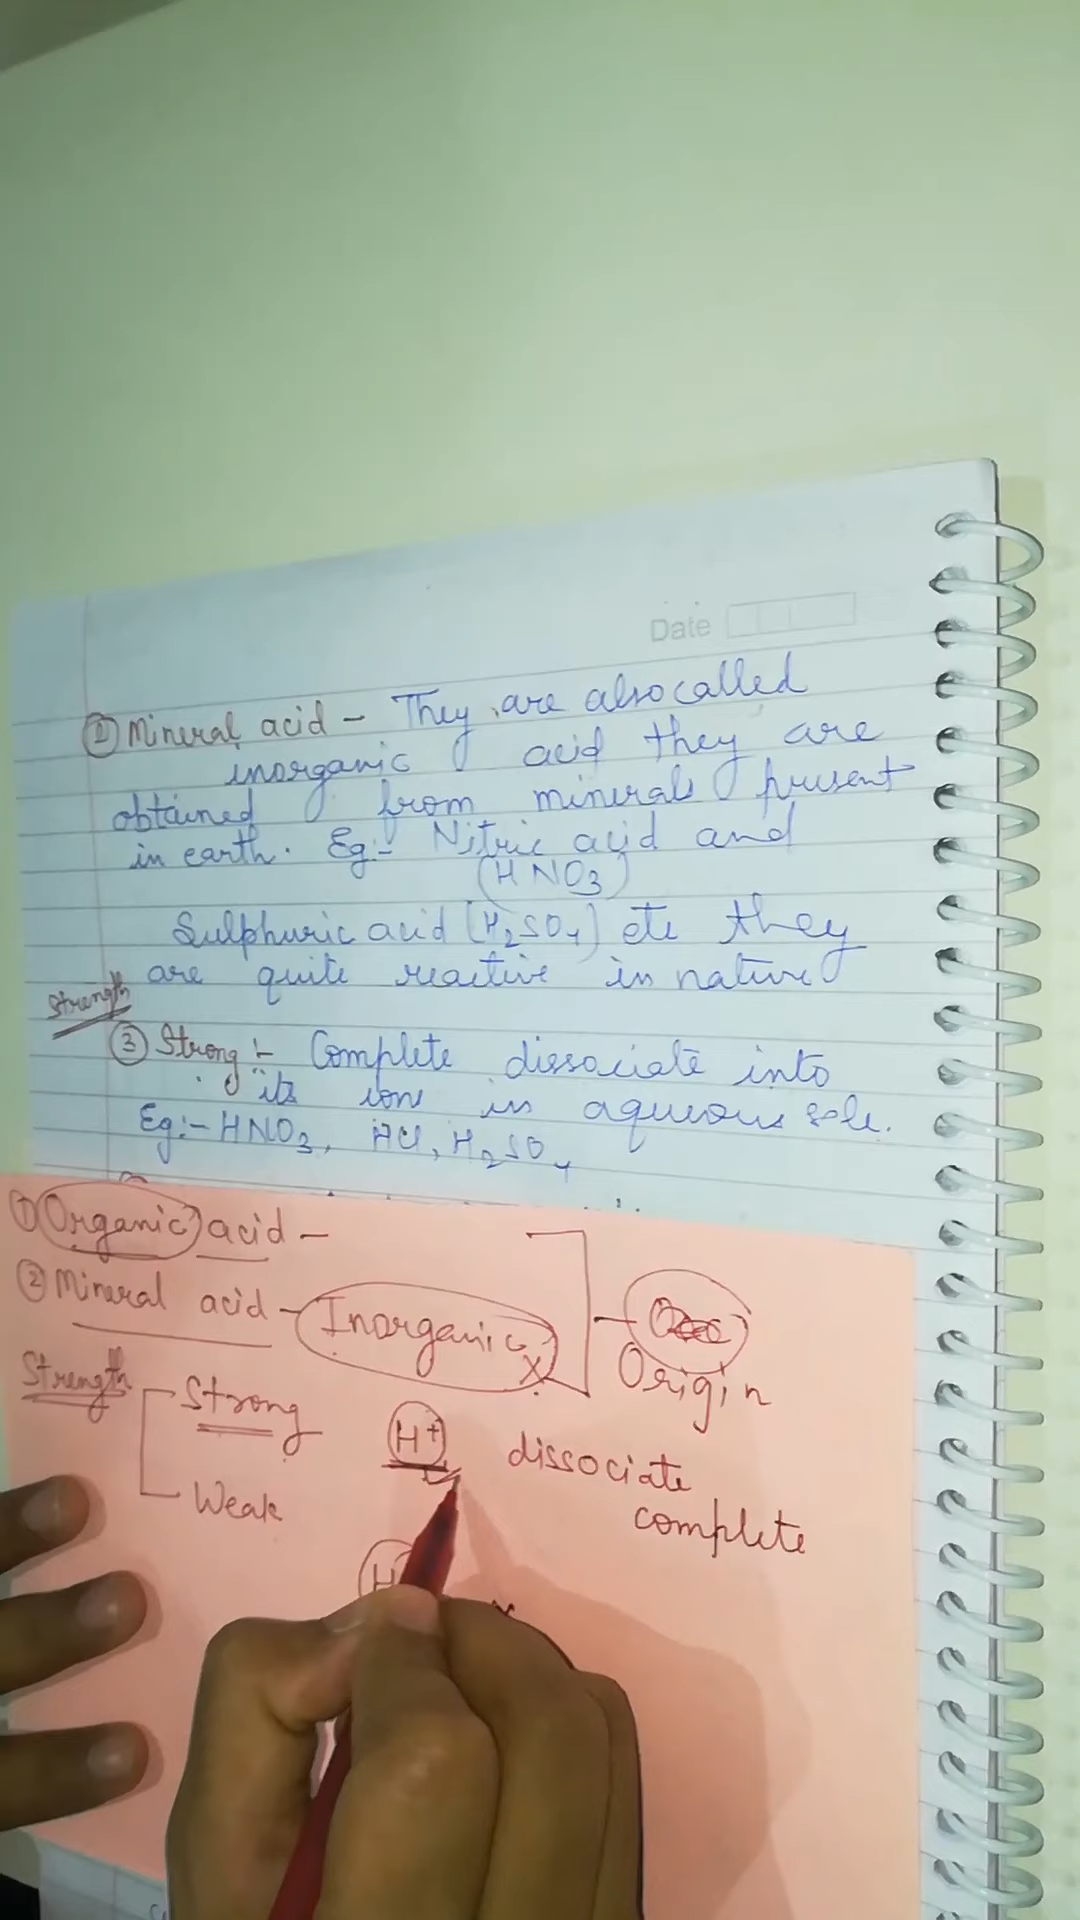 Date
② Mineral acid - They are also called
inorganic acid they are
obtained from minerals present
in earth. Eg:- Nitric acid and
(HNO3)
Sulphuric acid (H2SO4) etc they
are quite reactive in nature
Strength
③ Strong :- Complete dissociate into
its ions in aqueous soln.
Eg:- HNO3, HCl, H2SO4
① Organic acid -
② Mineral acid - Inorganic
Origin
Strength
Strong
H+
dissociate
complete
Weak
H